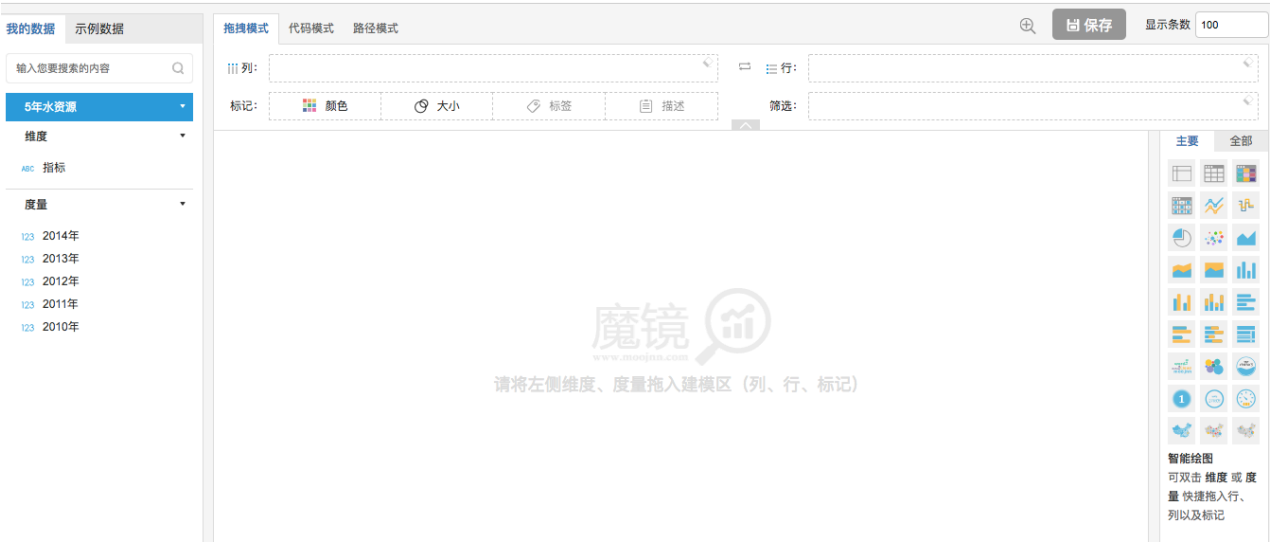 我的数据 示例数据
拖拽模式 代码模式 路径模式
保存 显示条数 100
输入您要搜索的内容
列: 行:
标记: 颜色 大小 标签 描述 筛选:
5年水资源
维度
ABC 指标
度量
123 2014年
123 2013年
123 2012年
123 2011年
123 2010年
魔镜
www.moojnn.com
请将左侧维度、度量拖入建模区（列、行、标记）
主要 全部
1
智能绘图
可双击 维度 或 度
量 快捷拖入行、
列以及标记